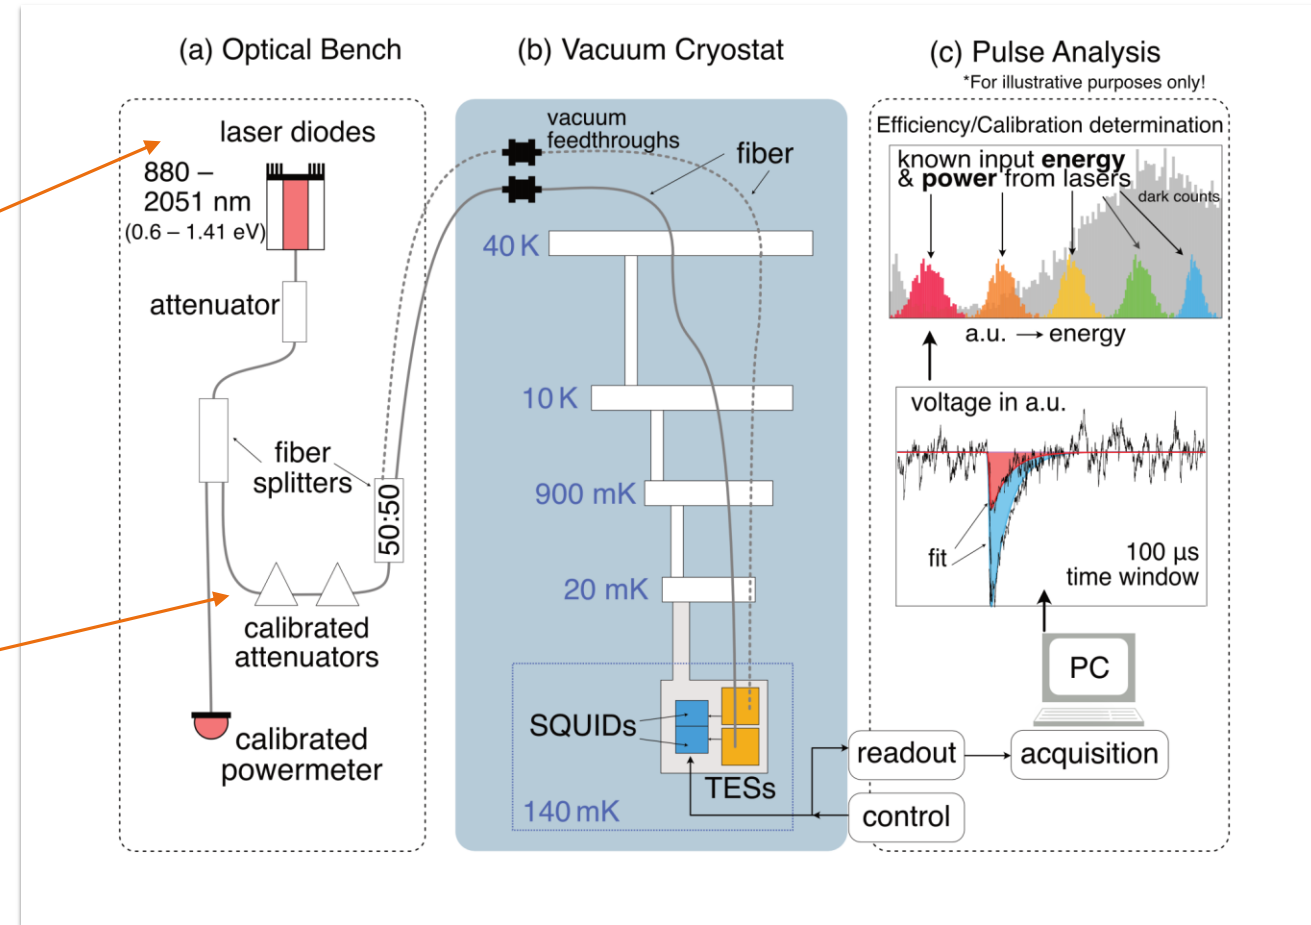 (a) Optical Bench
laser diodes
880 –
2051 nm
(0.6 – 1.41 eV)
attenuator
fiber
splitters
50:50
calibrated
attenuators
calibrated
powermeter
(b) Vacuum Cryostat
vacuum
feedthroughs
fiber
40 K
10 K
900 mK
20 mK
SQUIDs
TESs
140 mK
(c) Pulse Analysis
*For illustrative purposes only!
Efficiency/Calibration determination
known input energy
& power from lasers
dark counts
a.u. → energy
voltage in a.u.
fit
100 µs
time window
PC
readout
acquisition
control